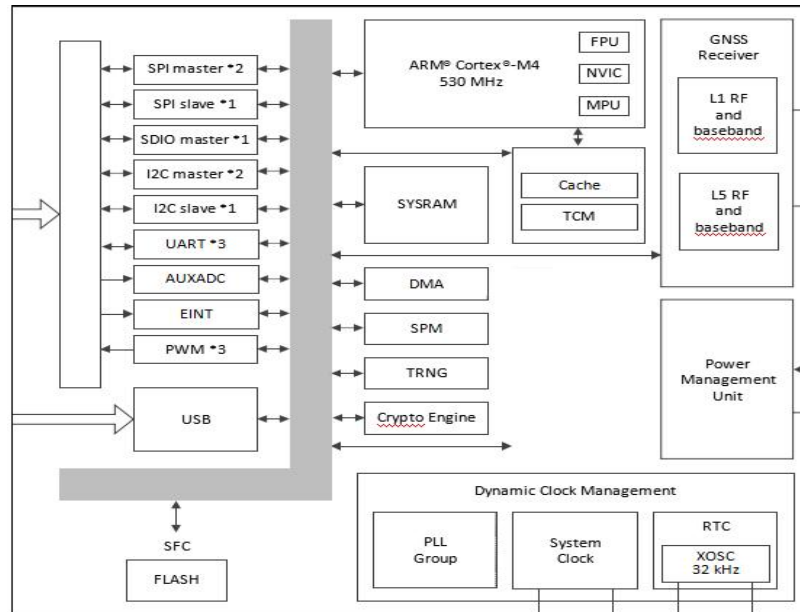 SPI master *2
SPI slave *1
SDIO master *1
I2C master *2
I2C slave *1
UART *3
AUXADC
EINT
PWM *3
USB
SFC
FLASH
ARM® Cortex®-M4
530 MHz
FPU
NVIC
MPU
SYSRAM
Cache
TCM
DMA
SPM
TRNG
Crypto Engine
GNSS
Receiver
L1 RF
and
baseband
L5 RF
and
baseband
Power
Management
Unit
Dynamic Clock Management
PLL
Group
System
Clock
RTC
XOSC
32 kHz